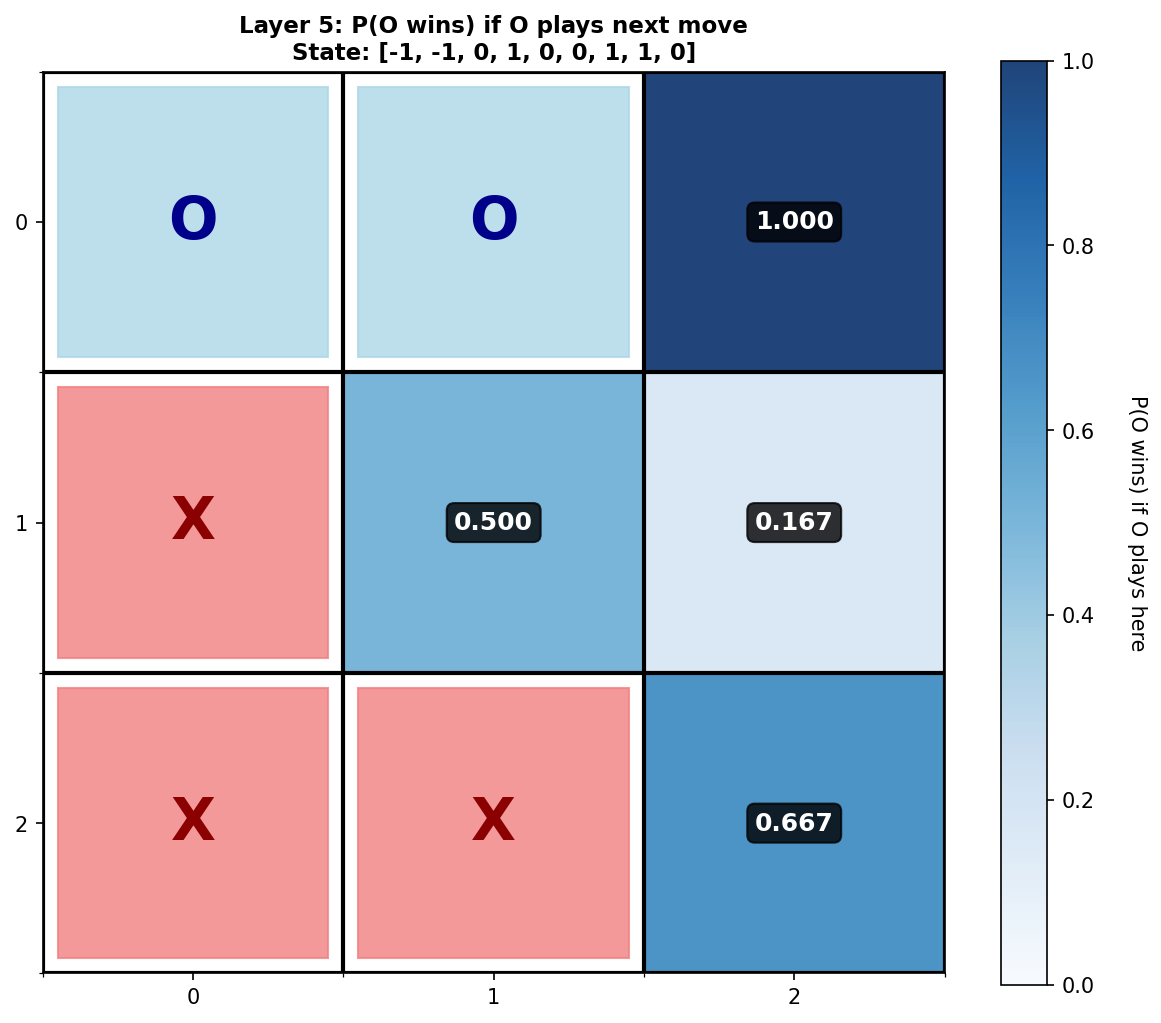 Layer 5: P(O wins) if O plays next move
State: [-1, -1, 0, 1, 0, 0, 1, 1, 0]
O
O
1.000
X
0.500
0.167
X
X
0.667
0
1
2
0
1
2
1.0
0.8
0.6
0.4
0.2
0.0
P(O wins) if O plays here